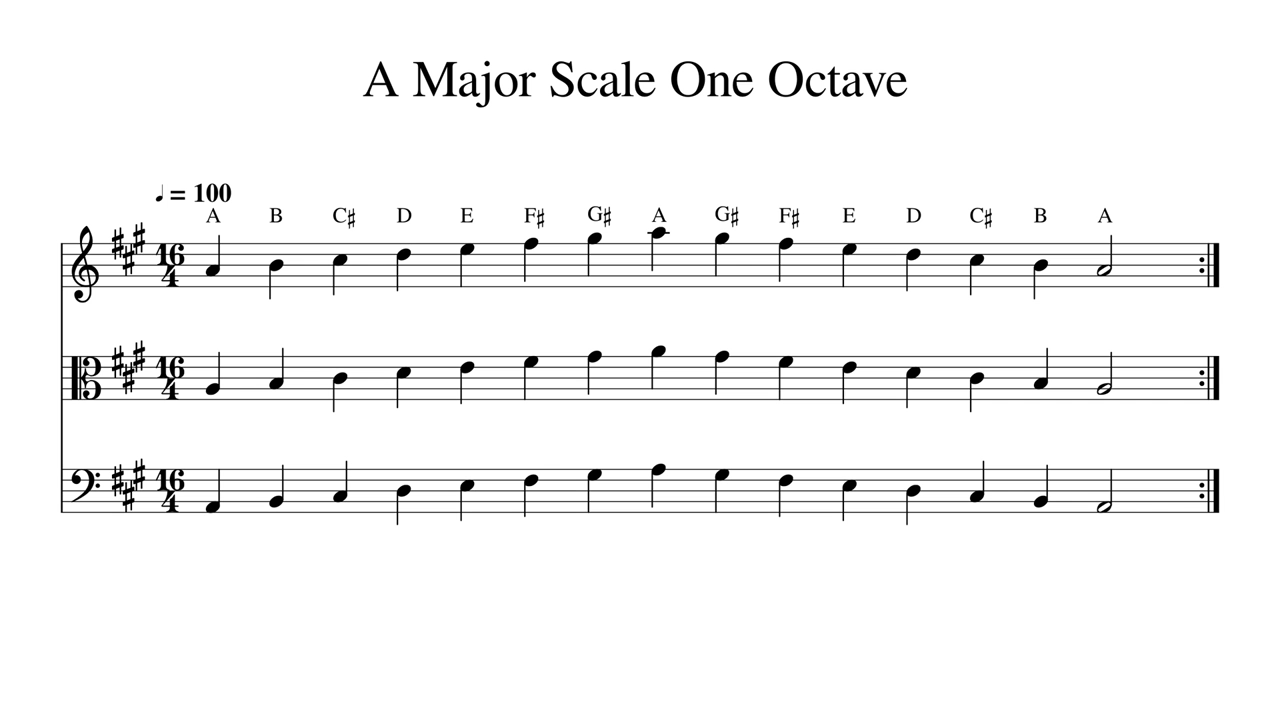 A Major Scale One Octave
♩ = 100
A B C♯ D E F♯ G♯ A G♯ F♯ E D C♯ B A
16
4
16
4
16
4